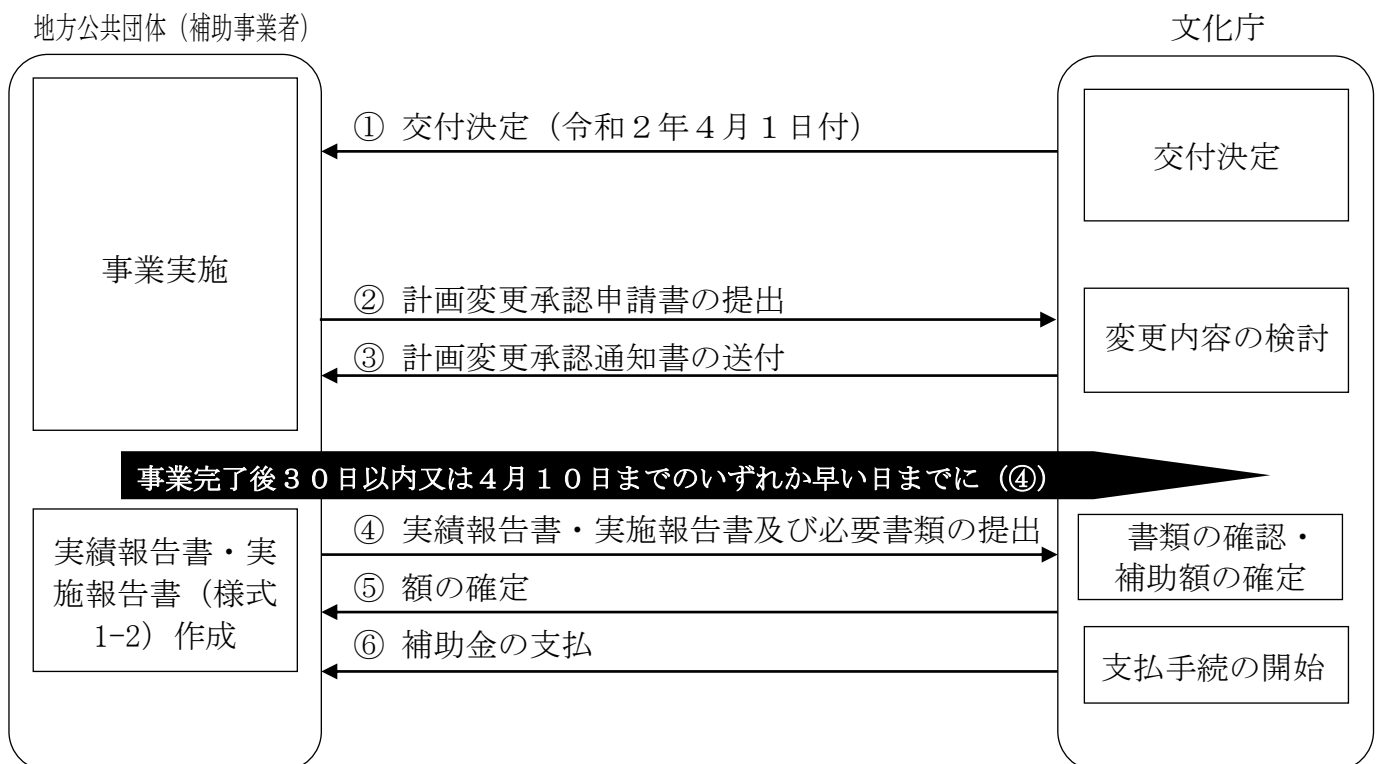 地方公共団体（補助事業者）
文化庁
① 交付決定（令和２年４月１日付）
交付決定
事業実施
② 計画変更承認申請書の提出
変更内容の検討
③ 計画変更承認通知書の送付
事業完了後３０日以内又は４月１０日までのいずれか早い日までに（④）
④ 実績報告書・実施報告書及び必要書類の提出
実績報告書・実
施報告書（様式
1-2）作成
書類の確認・
補助額の確定
⑤ 額の確定
⑥ 補助金の支払
支払手続の開始